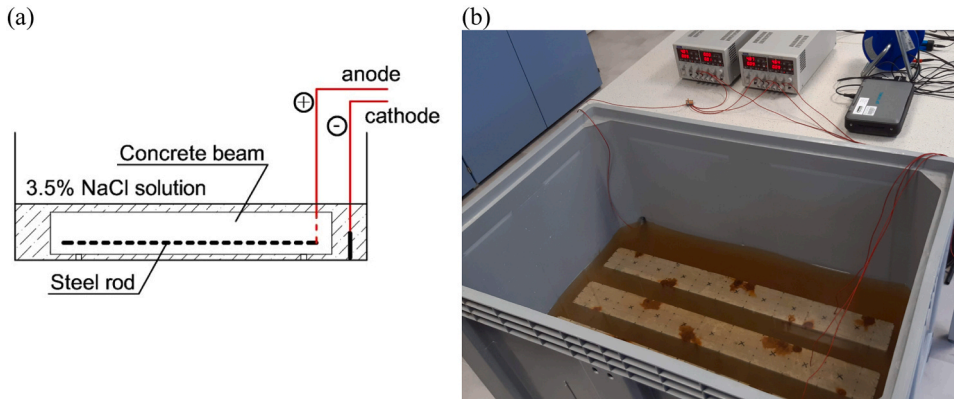 (a)
(b)
anode
+
cathode
-
Concrete beam
3.5% NaCl solution
Steel rod